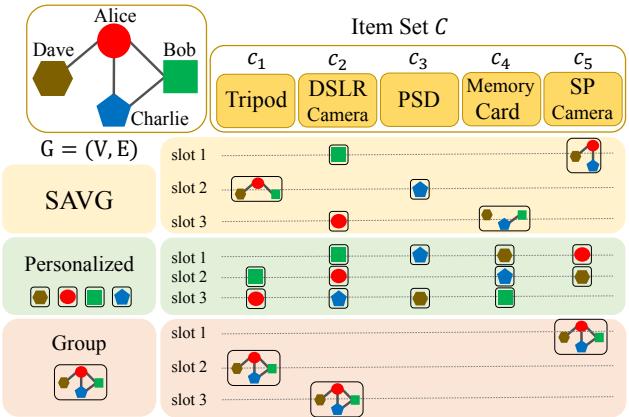 Alice
Item Set C
Dave
Bob
Charlie
c1 c2 c3 c4 c5
Tripod
DSLR
Camera
PSD
Memory
Card
SP
Camera
G = (V, E)
SAVG
slot 1
slot 2
slot 3
Personalized
slot 1
slot 2
slot 3
Group
slot 1
slot 2
slot 3